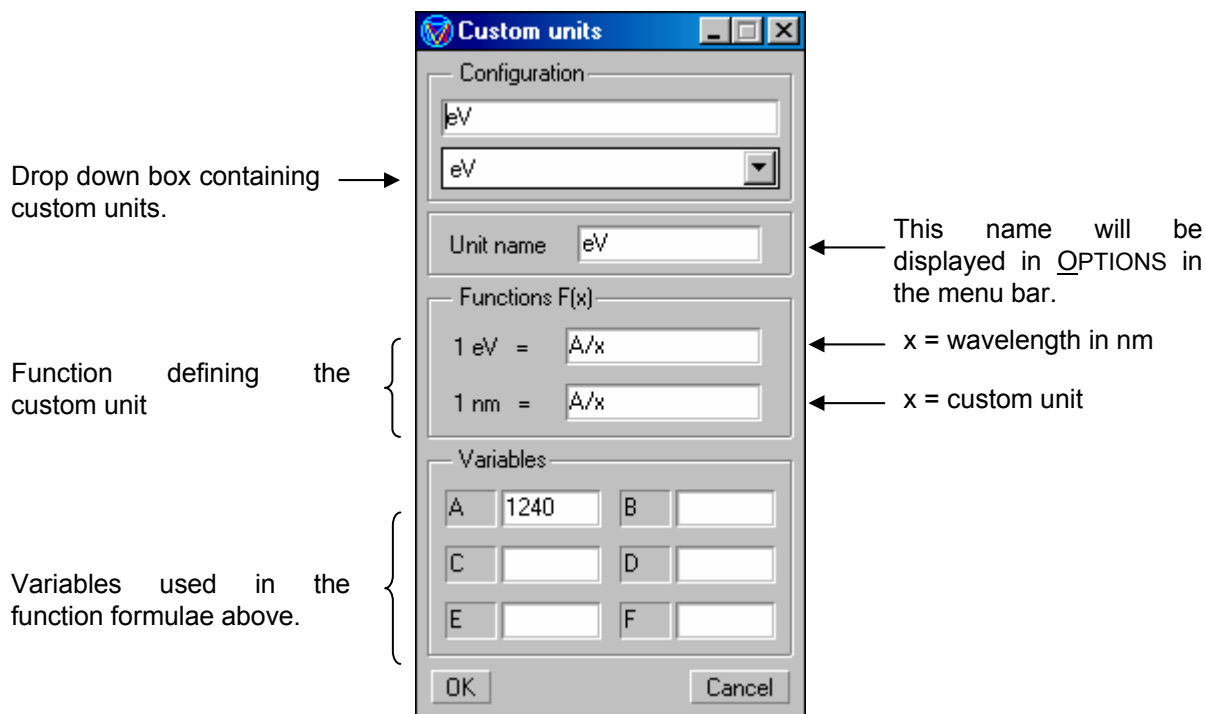 Custom units
Configuration
eV
eV
Drop down box containing
custom units.
Unit name eV
This name will be
displayed in OPTIONS in
the menu bar.
Functions F(x)
1 eV = A/x
x = wavelength in nm
Function defining the
custom unit
1 nm = A/x
x = custom unit
Variables
A 1240 B
C D
E F
Variables used in the
function formulae above.
OK Cancel